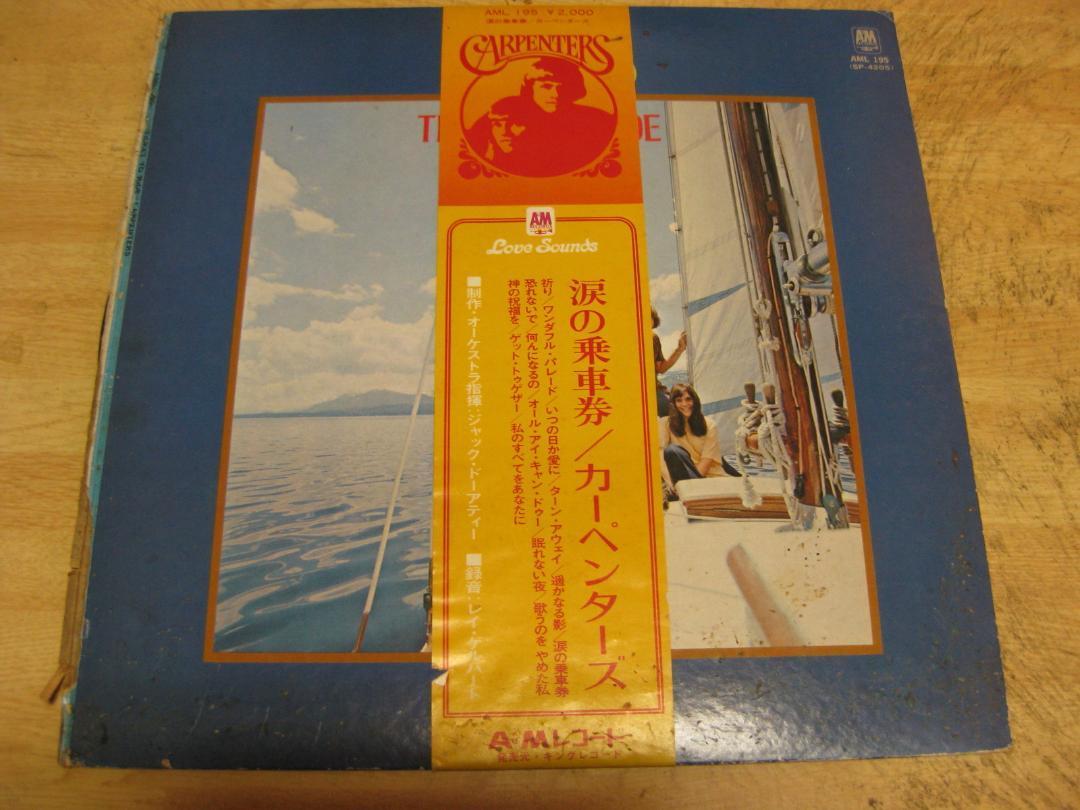 AML 195 ¥2,000
涙の乗車券/カーペンターズ
CARPENTERS
A&M
AML 195
(SP-4205)
DE
A&M
Love Sounds
涙の乗車券/カーペンターズ
祈り/ワンダフル・パレード/いつの日か愛に/ターン・アウェイ/遥かなる影/涙の乗車券
恐れないで/何んになるの/オール・アイ・キャン・ドゥー/眠れない夜/歌うのをやめた私
神の祝福を/ゲット・トゥゲザー/私のすべてをあなたに
■制作・オーケストラ指揮:ジャック・ドーアティー ■録音・レイ・ゲハート
A&Mレコード
発売元・キングレコード
CARPENTERS